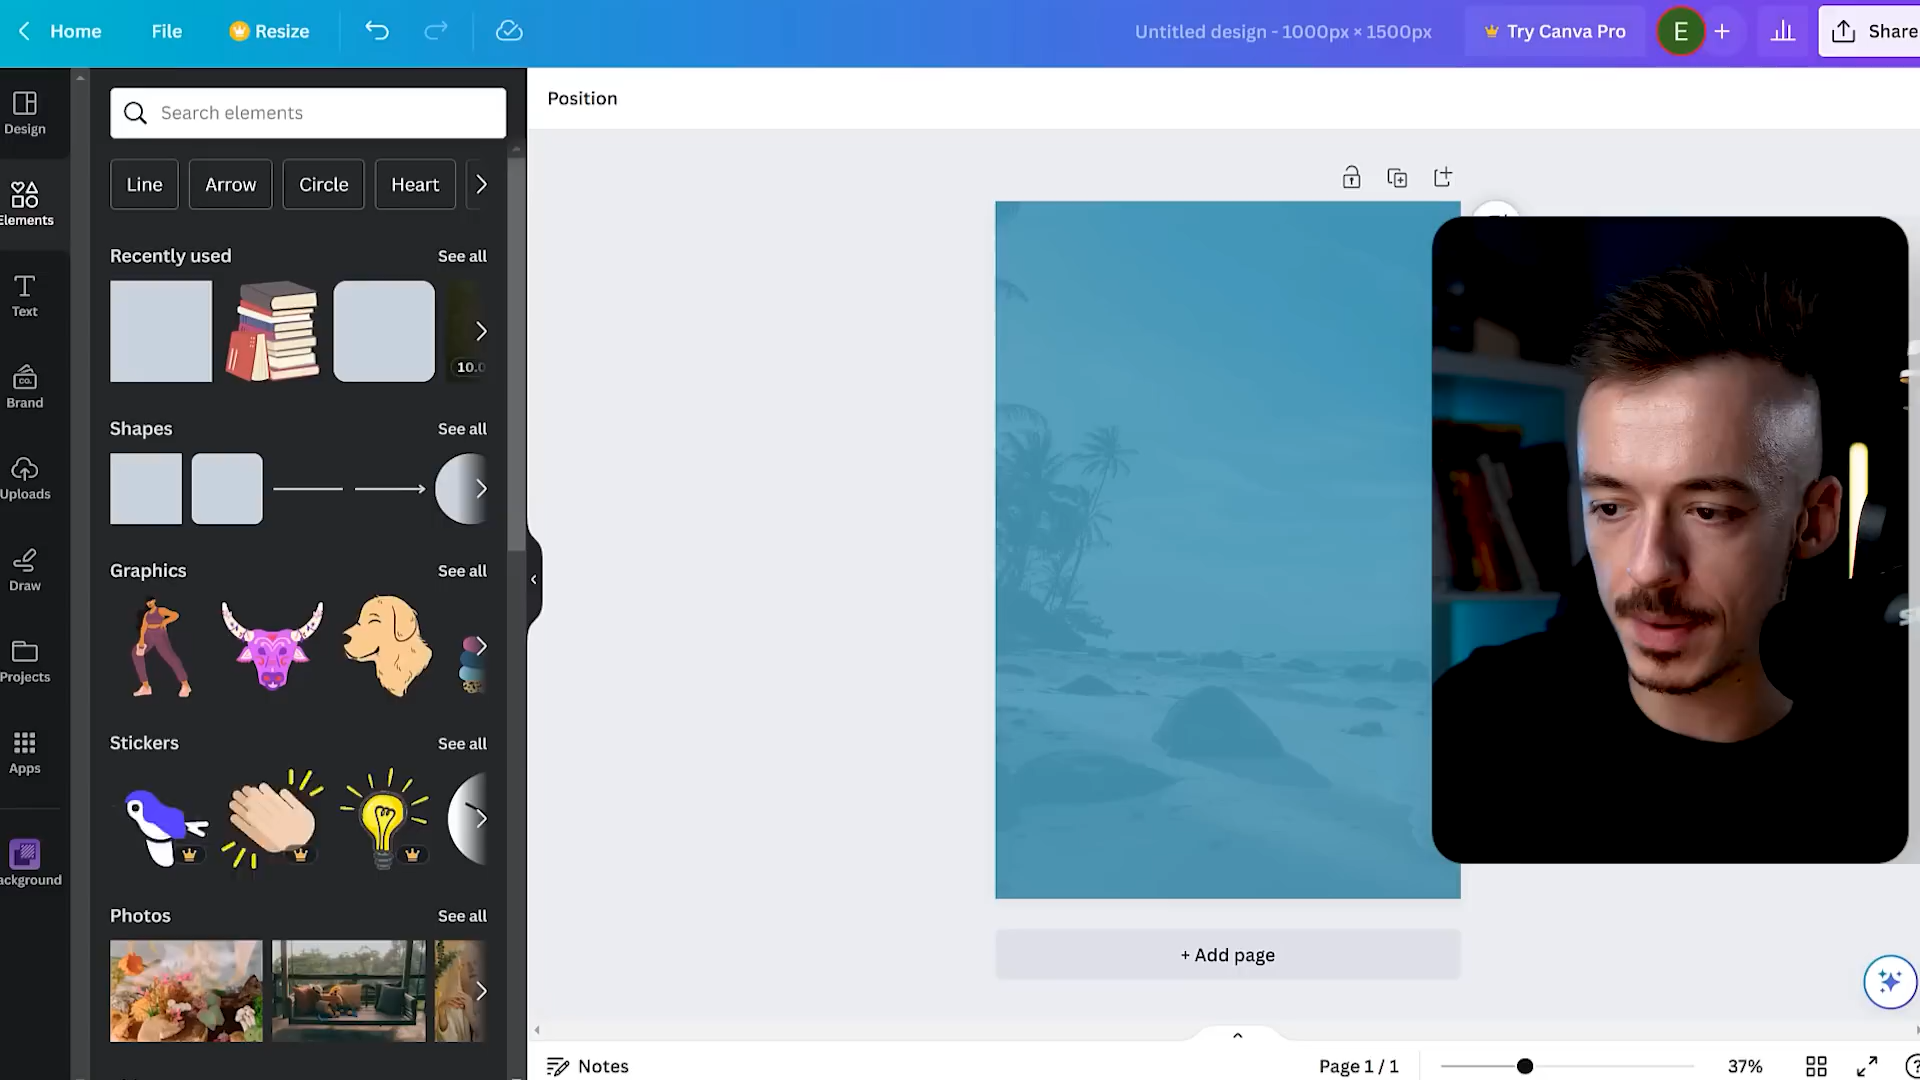 Home
File
Resize
Untitled design - 1000px × 1500px
Try Canva Pro
E
Share
Position
Design
Elements
Text
Brand
CO.
Uploads
Draw
Projects
Apps
ackground
Search elements
Line
Arrow
Circle
Heart
Recently used
See all
10.0
Shapes
See all
Graphics
See all
Stickers
See all
Photos
See all
+ Add page
Notes
Page 1 / 1
37%